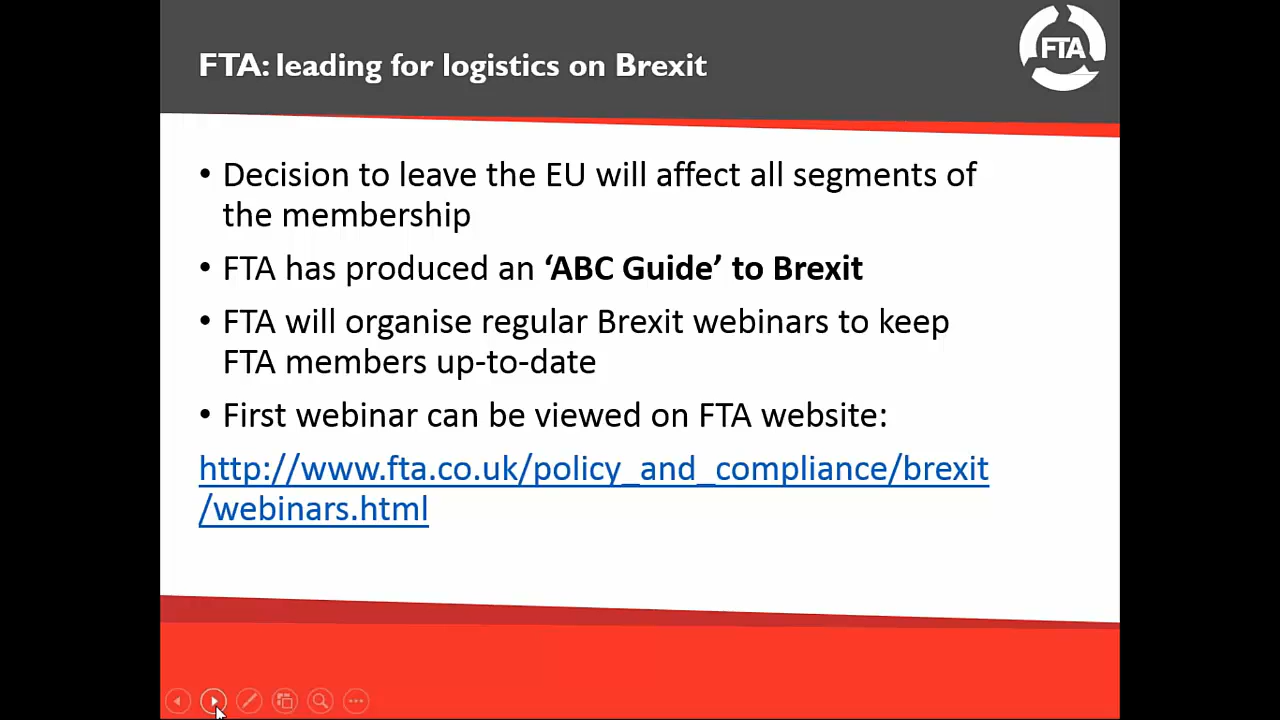 FTA: leading for logistics on Brexit
FTA
• Decision to leave the EU will affect all segments of
the membership
• FTA has produced an ‘ABC Guide’ to Brexit
• FTA will organise regular Brexit webinars to keep
FTA members up-to-date
• First webinar can be viewed on FTA website:
http://www.fta.co.uk/policy_and_compliance/brexit
/webinars.html